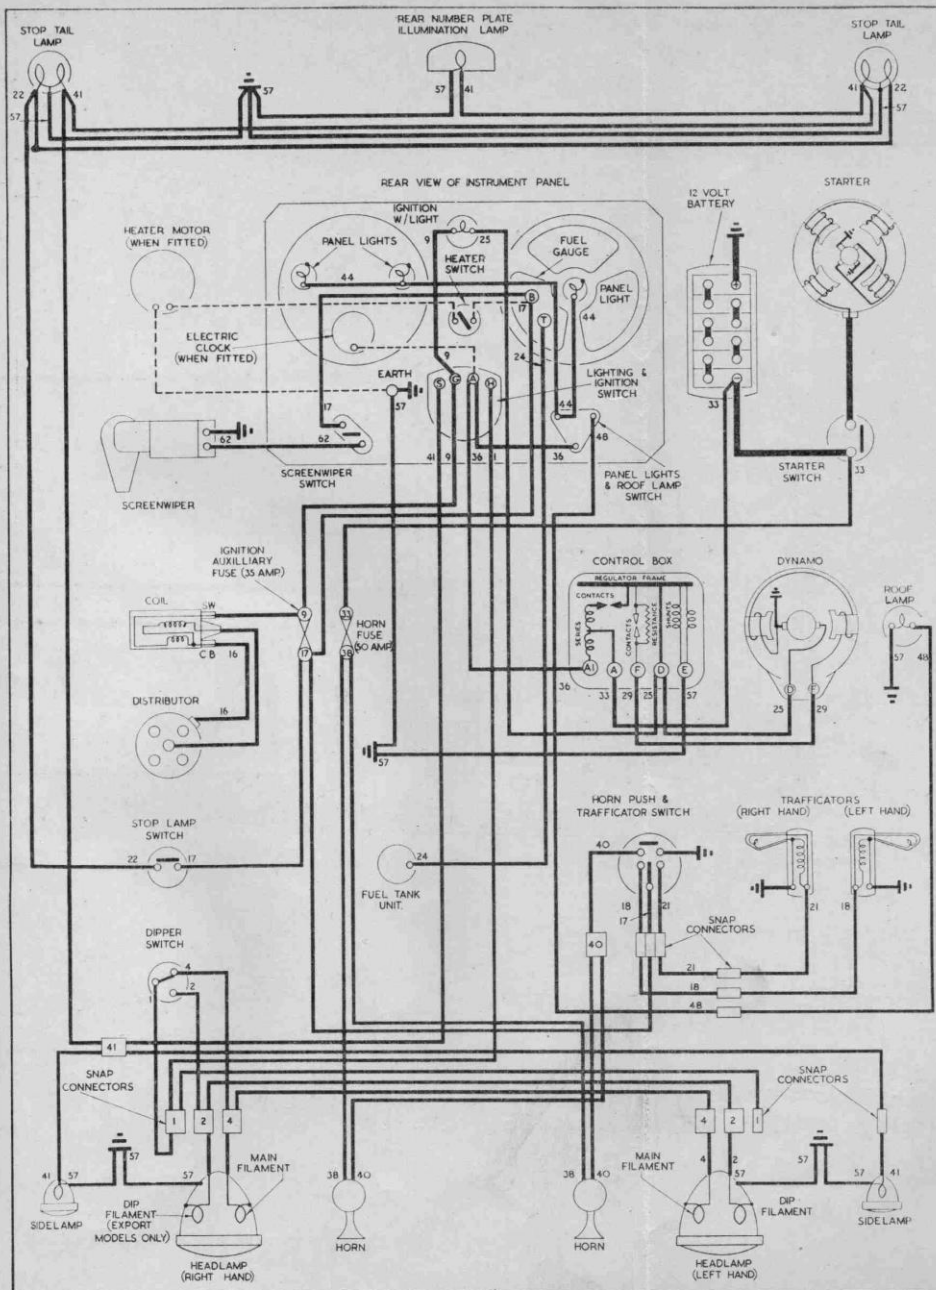 STOP TAIL
LAMP
REAR NUMBER PLATE
ILLUMINATION LAMP
STOP TAIL
LAMP
22
41
57
57
57
41
41
22
57
REAR VIEW OF INSTRUMENT PANEL
HEATER MOTOR
(WHEN FITTED)
IGNITION
W/LIGHT
12 VOLT
BATTERY
STARTER
PANEL LIGHTS
9
25
HEATER
SWITCH
FUEL
GAUGE
PANEL
LIGHT
44
17
B
T
44
ELECTRIC
CLOCK
(WHEN FITTED)
9
24
EARTH
57
S
G
A
H
LIGHTING &
IGNITION
SWITCH
33
17
44
62
62
41
9
36
1
36
48
33
SCREENWIPER
SCREENWIPER
SWITCH
PANEL LIGHTS
& ROOF LAMP
SWITCH
STARTER
SWITCH
IGNITION
AUXILLIARY
FUSE (35 AMP)
CONTROL BOX
DYNAMO
ROOF
LAMP
COIL
SW
9
33
REGULATOR FRAME
CONTACTS
SERIES
CONTACTS
RESISTANCE
SHUNTS
HORN
FUSE
(50 AMP)
17
38
CB
16
A1
A
F
D
E
36
33
29
25
57
D
F
25
29
57
48
DISTRIBUTOR
16
57
STOP LAMP
SWITCH
22
17
HORN PUSH &
TRAFFICATOR SWITCH
TRAFFICATORS
(RIGHT HAND)
(LEFT HAND)
40
FUEL TANK
UNIT.
24
18
17
21
21
18
SNAP
CONNECTORS
40
DIPPER
SWITCH
4
1
2
21
18
48
41
SNAP
CONNECTORS
SNAP
CONNECTORS
1
2
4
4
2
1
57
MAIN
FILAMENT
MAIN
FILAMENT
4
2
57
41
57
57
38
40
38
40
57
57
41
SIDELAMP
DIP
FILAMENT
(EXPORT
MODELS ONLY)
DIP
FILAMENT
SIDELAMP
HEADLAMP
(RIGHT HAND)
HORN
HORN
HEADLAMP
(LEFT HAND)